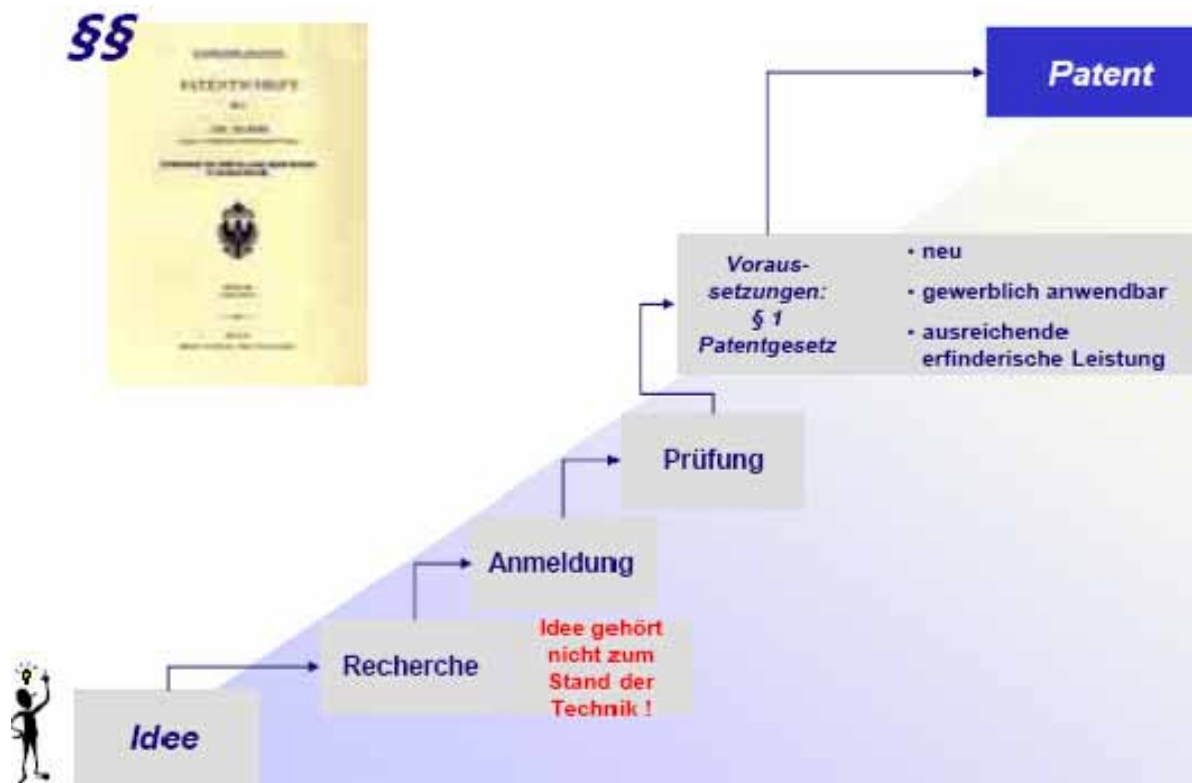 §§
PATENTSCHRIFT
Patent
Voraus-
setzungen:
§ 1
Patentgesetz
• neu
• gewerblich anwendbar
• ausreichende
erfinderische Leistung
Prüfung
Anmeldung
Recherche
Idee gehört
nicht zum
Stand der
Technik !
Idee